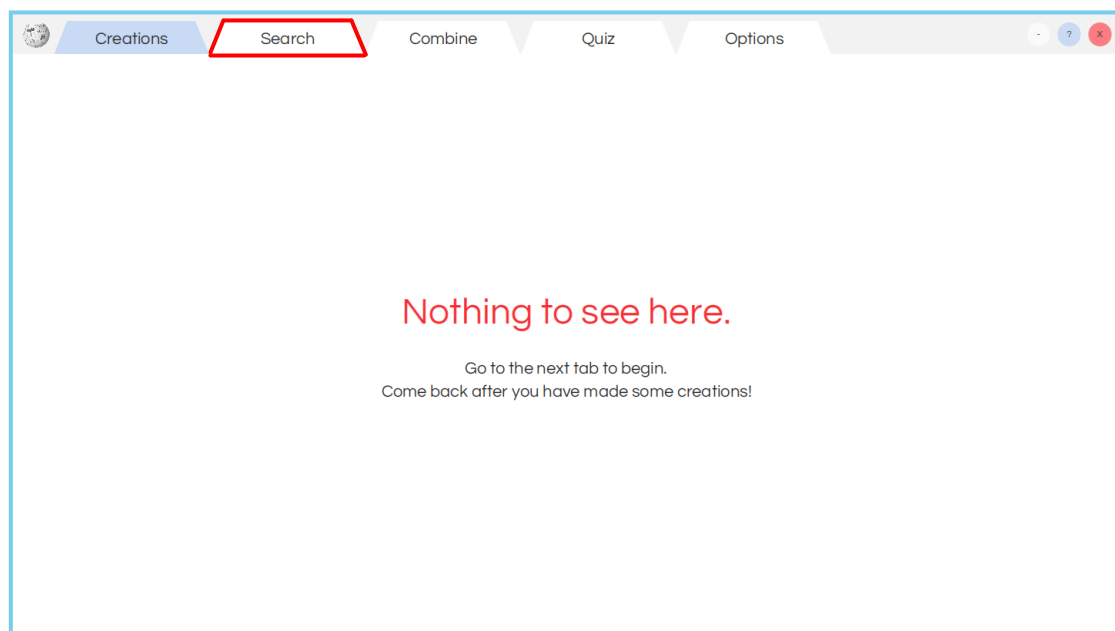 Creations Search Combine Quiz Options - ? X
Nothing to see here.
Go to the next tab to begin.
Come back after you have made some creations!